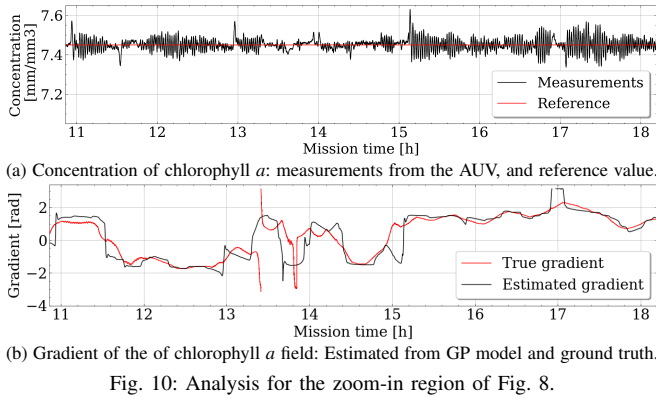 7.6
7.4
7.2
Concentration
[mm/mm3]
Measurements
Reference
11 12 13 14 15 16 17 18
Mission time [h]
(a) Concentration of chlorophyll a: measurements from the AUV, and reference value.
2
0
−2
−4
Gradient [rad]
True gradient
Estimated gradient
11 12 13 14 15 16 17 18
Mission time [h]
(b) Gradient of the of chlorophyll a field: Estimated from GP model and ground truth.
Fig. 10: Analysis for the zoom-in region of Fig. 8.